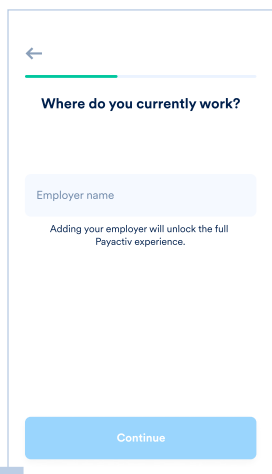 Where do you currently work?
Employer name
Adding your employer will unlock the full
Payactiv experience.
Continue